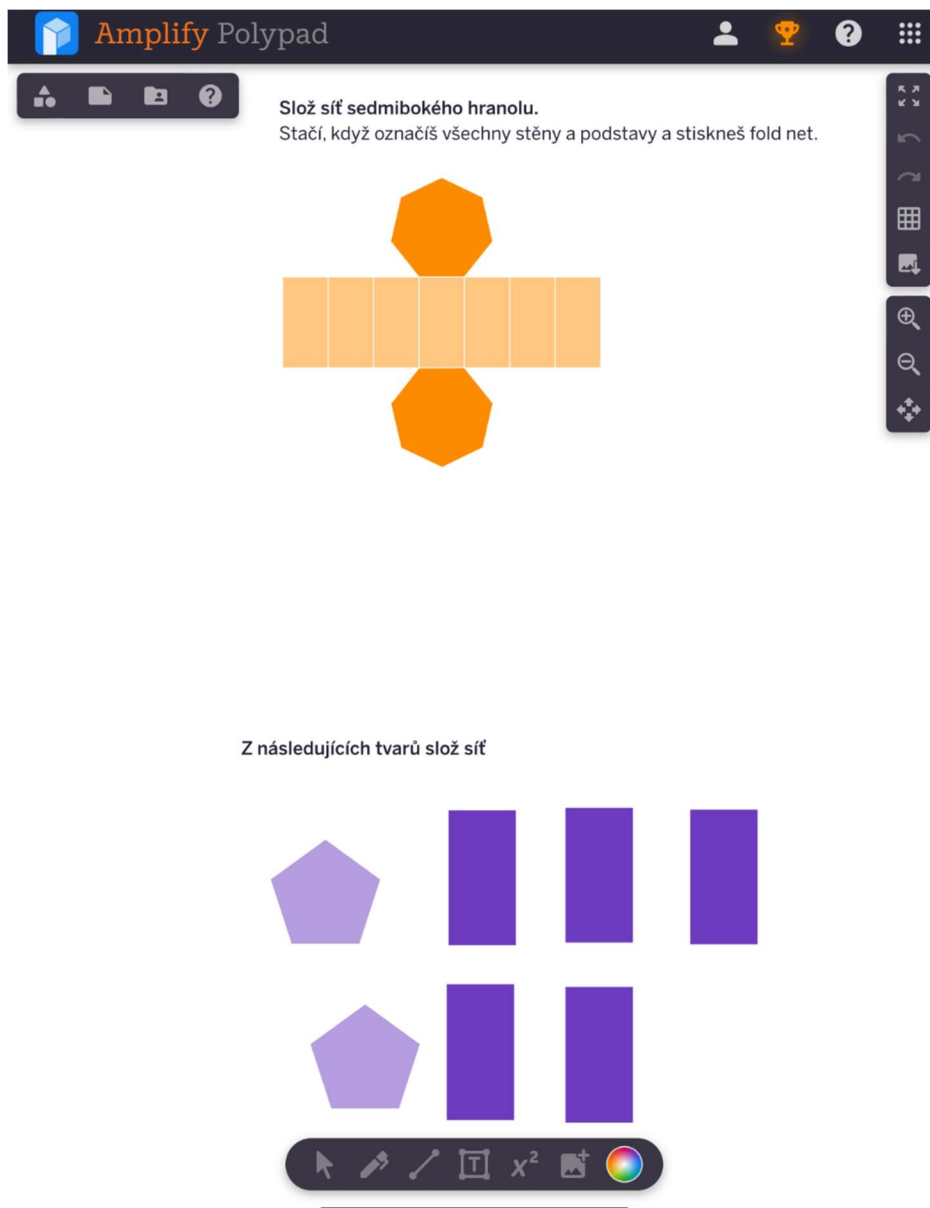 Amplify Polypad
Slož síť sedmibokého hranolu.
Stačí, když označíš všechny stěny a podstavy a stiskneš fold net.
Z následujících tvarů slož síť
T x²